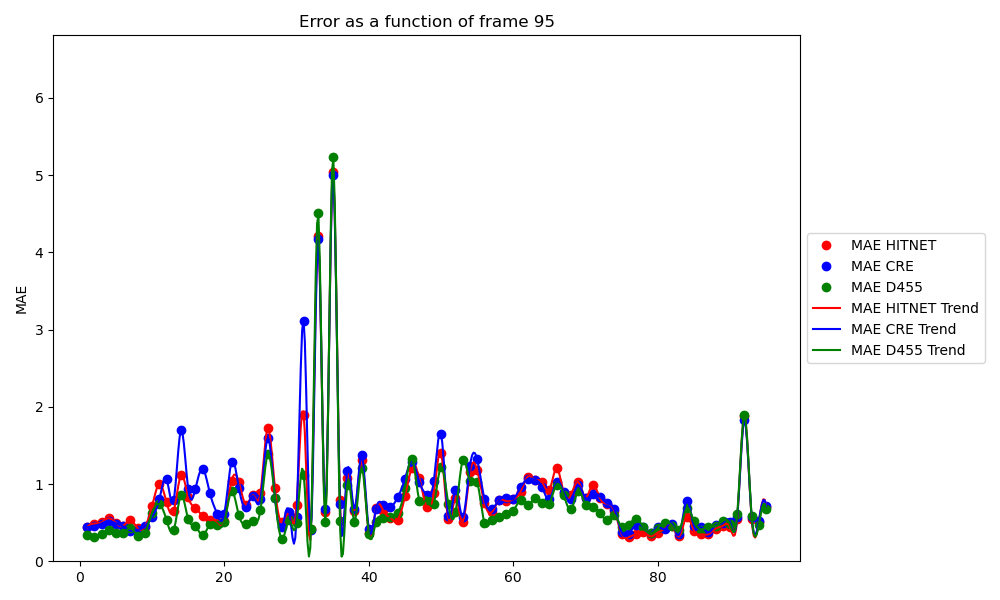 Error as a function of frame 95
MAE
6
5
4
3
2
1
0
0 20 40 60 80
MAE HITNET
MAE CRE
MAE D455
MAE HITNET Trend
MAE CRE Trend
MAE D455 Trend